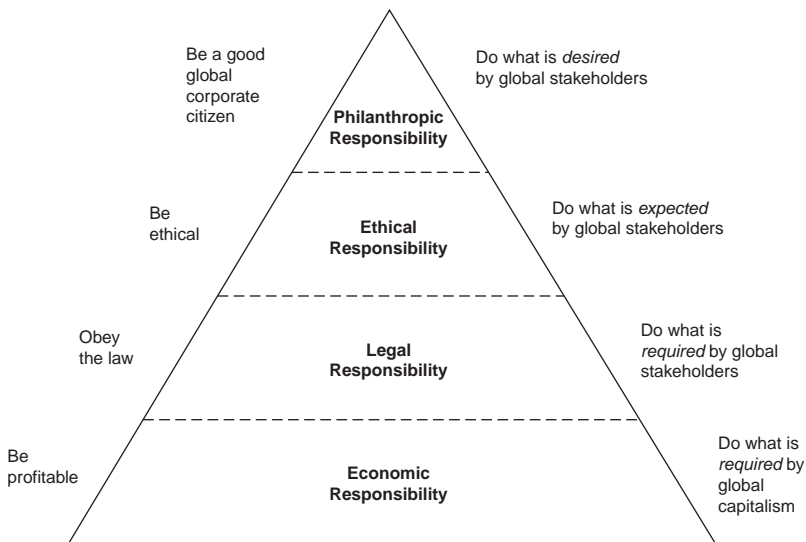 Be a good
global
corporate
citizen
Philanthropic
Responsibility
Do what is desired
by global stakeholders
Be
ethical
Ethical
Responsibility
Do what is expected
by global stakeholders
Obey
the law
Legal
Responsibility
Do what is
required by global
stakeholders
Be
profitable
Economic
Responsibility
Do what is
required by
global
capitalism